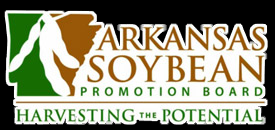 ARKANSAS
SOYBEAN
PROMOTION BOARD
HARVESTING THE POTENTIAL